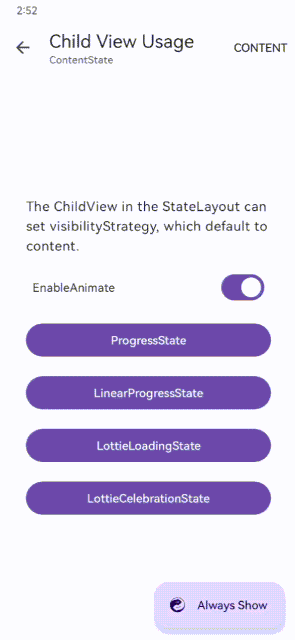 2:52
Child View Usage
ContentState
CONTENT
The ChildView in the StateLayout can
set visibilityStrategy, which default to
content.
EnableAnimate
ProgressState
LinearProgressState
LottieLoadingState
LottieCelebrationState
Always Show